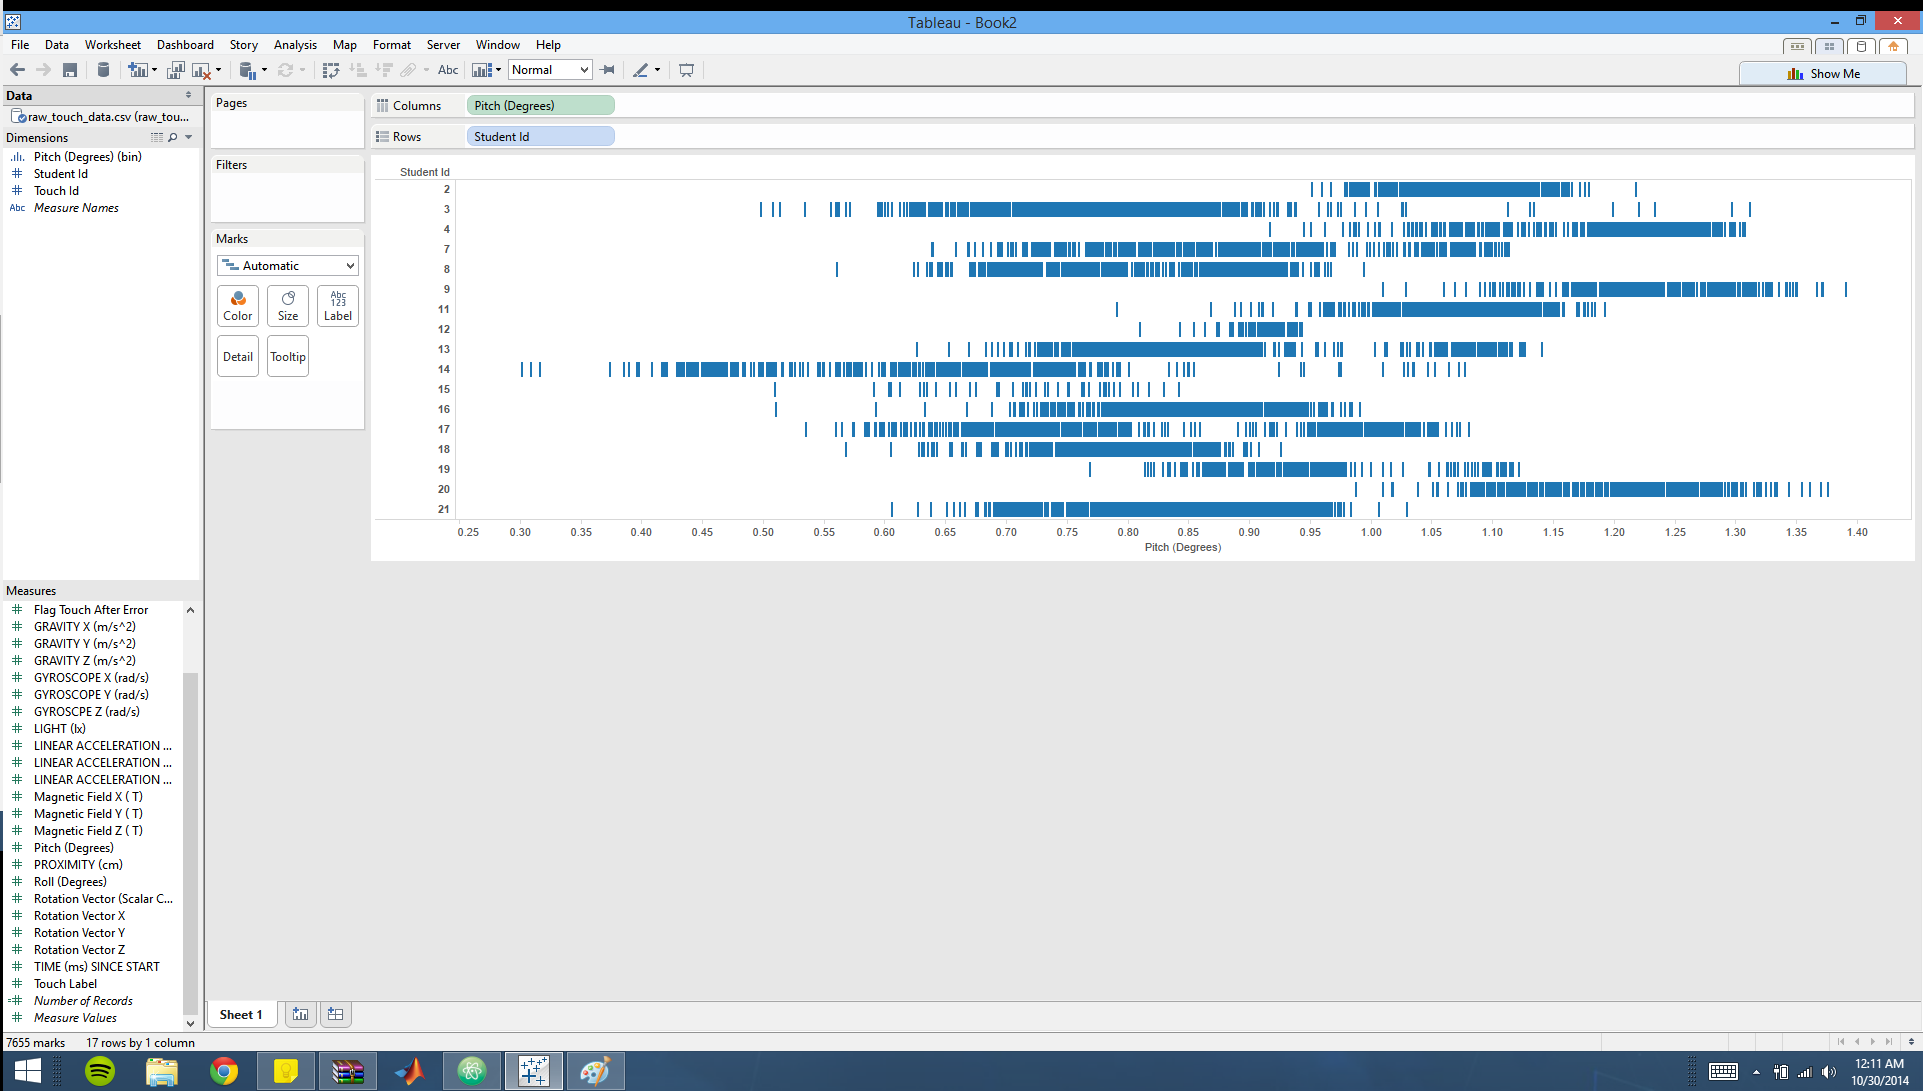 Tableau - Book2
File Data Worksheet Dashboard Story Analysis Map Format Server Window Help
Abc Normal
Show Me
Data
raw_touch_data.csv (raw_tou...
Dimensions
Pitch (Degrees) (bin)
Student Id
Touch Id
Abc Measure Names
Measures
Flag Touch After Error
GRAVITY X (m/s^2)
GRAVITY Y (m/s^2)
GRAVITY Z (m/s^2)
GYROSCOPE X (rad/s)
GYROSCOPE Y (rad/s)
GYROSCPE Z (rad/s)
LIGHT (lx)
LINEAR ACCELERATION ...
LINEAR ACCELERATION ...
LINEAR ACCELERATION ...
Magnetic Field X ( T)
Magnetic Field Y ( T)
Magnetic Field Z ( T)
Pitch (Degrees)
PROXIMITY (cm)
Roll (Degrees)
Rotation Vector (Scalar C...
Rotation Vector X
Rotation Vector Y
Rotation Vector Z
TIME (ms) SINCE START
Touch Label
Number of Records
Measure Values
Pages
Filters
Marks
Automatic
Color Size Abc 123 Label
Detail Tooltip
Columns Pitch (Degrees)
Rows Student Id
Student Id
2
3
4
7
8
9
11
12
13
14
15
16
17
18
19
20
21
0.25 0.30 0.35 0.40 0.45 0.50 0.55 0.60 0.65 0.70 0.75 0.80 0.85 0.90 0.95 1.00 1.05 1.10 1.15 1.20 1.25 1.30 1.35 1.40
Pitch (Degrees)
Sheet 1
7655 marks 17 rows by 1 column
12:11 AM
10/30/2014